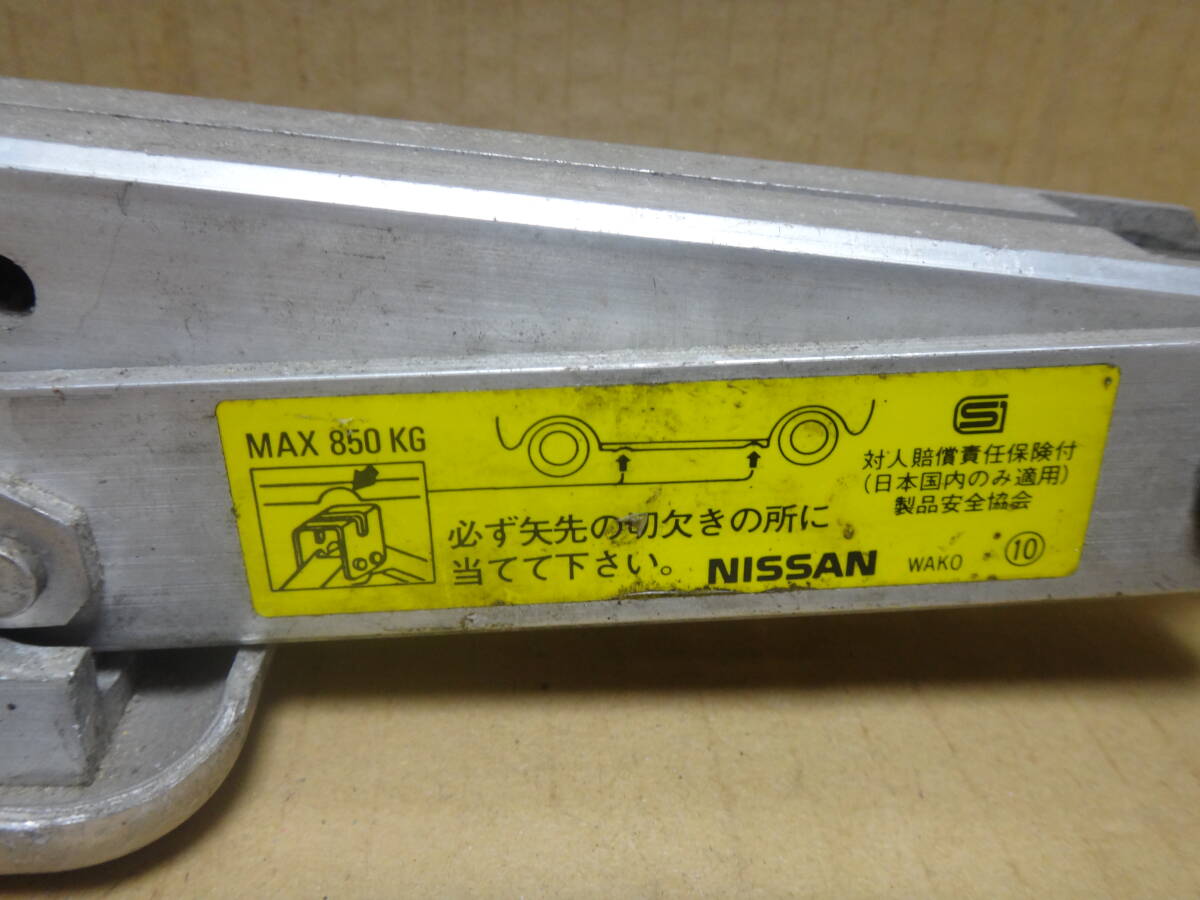 MAX 850 KG
必ず矢先の切欠きの所に
当てて下さい。
NISSAN
WAKO
⑩
SG
対人賠償責任保険付
(日本国内のみ適用)
製品安全協会